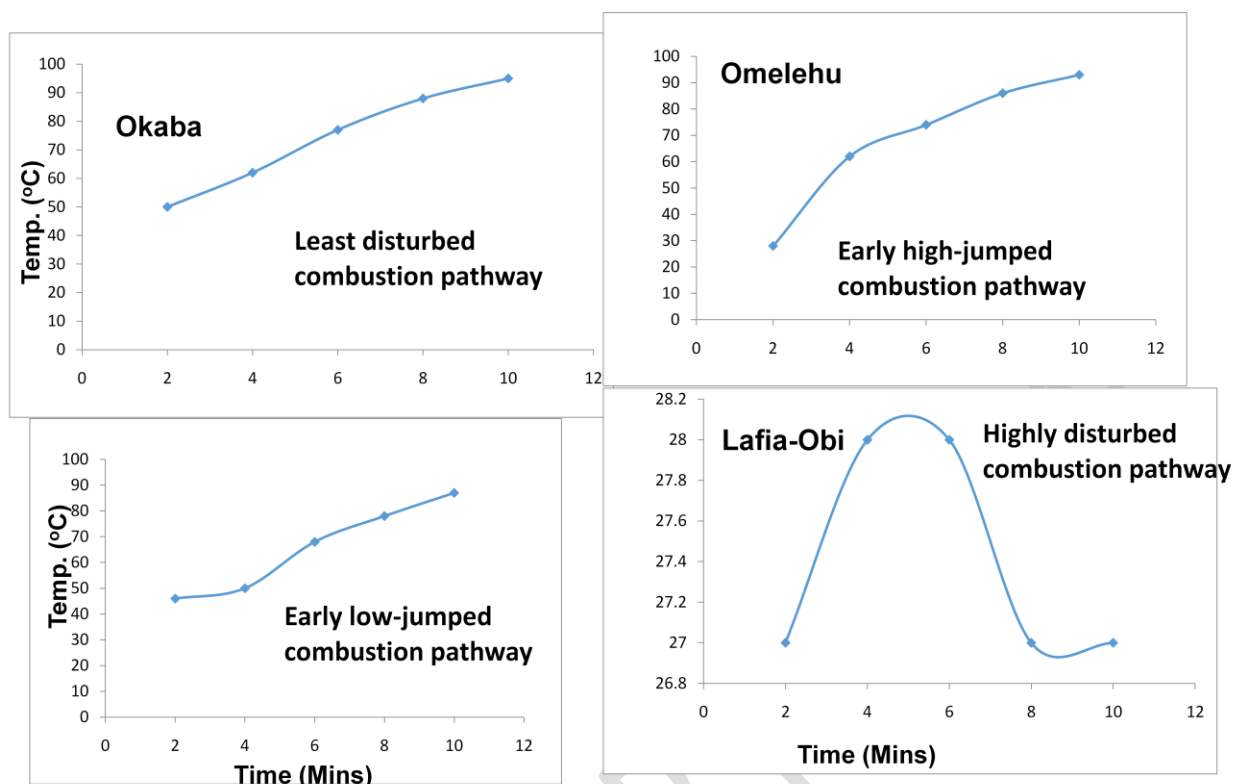 Okaba
Temp. (°C)
100
90
80
70
60
50
40
30
20
10
0
Least disturbed
combustion pathway
0 2 4 6 8 10 12
Omelehu
100
90
80
70
60
50
40
30
20
10
0
Early high-jumped
combustion pathway
0 2 4 6 8 10 12
Temp. (°C)
100
90
80
70
60
50
40
30
20
10
0
Early low-jumped
combustion pathway
0 2 4 6 8 10 12
Time (Mins)
Lafia-Obi
Highly disturbed
combustion pathway
28.2
28
27.8
27.6
27.4
27.2
27
26.8
0 2 4 6 8 10 12
Time (Mins)